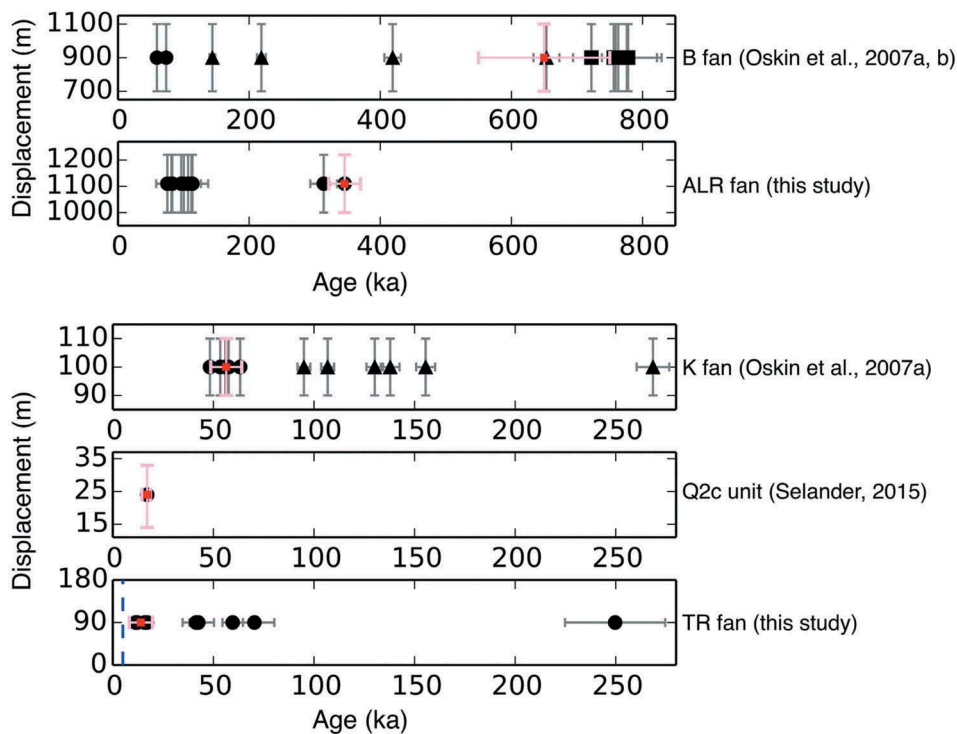 Displacement (m)
1100
900
700
0 200 400 600 800
B fan (Oskin et al., 2007a, b)
1200
1100
1000
0 200 400 600 800
ALR fan (this study)
Age (ka)
Displacement (m)
110
100
90
0 50 100 150 200 250
K fan (Oskin et al., 2007a)
35
25
15
0 50 100 150 200 250
Q2c unit (Selander, 2015)
180
90
0
0 50 100 150 200 250
TR fan (this study)
Age (ka)